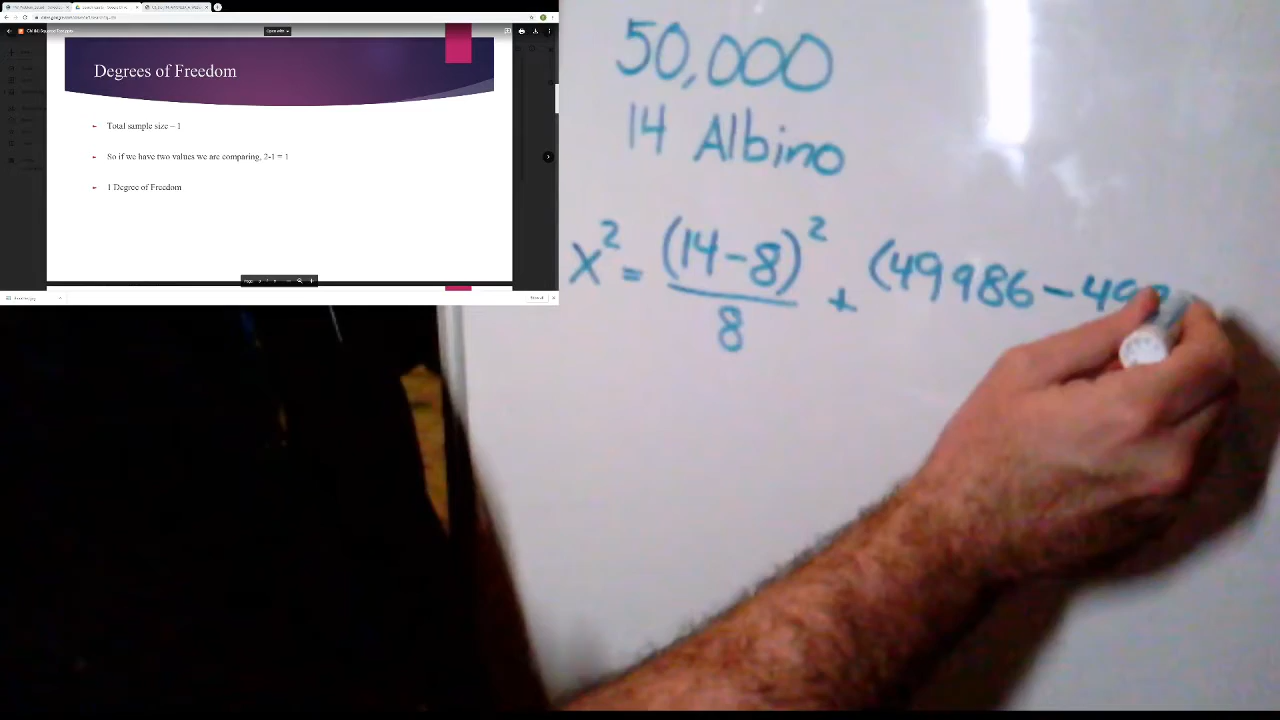 Degrees of Freedom
Total sample size – 1
So if we have two values we are comparing, 2-1 = 1
1 Degree of Freedom
50,000
14 Albino
x² = (14-8)² + (49986 - 49
8